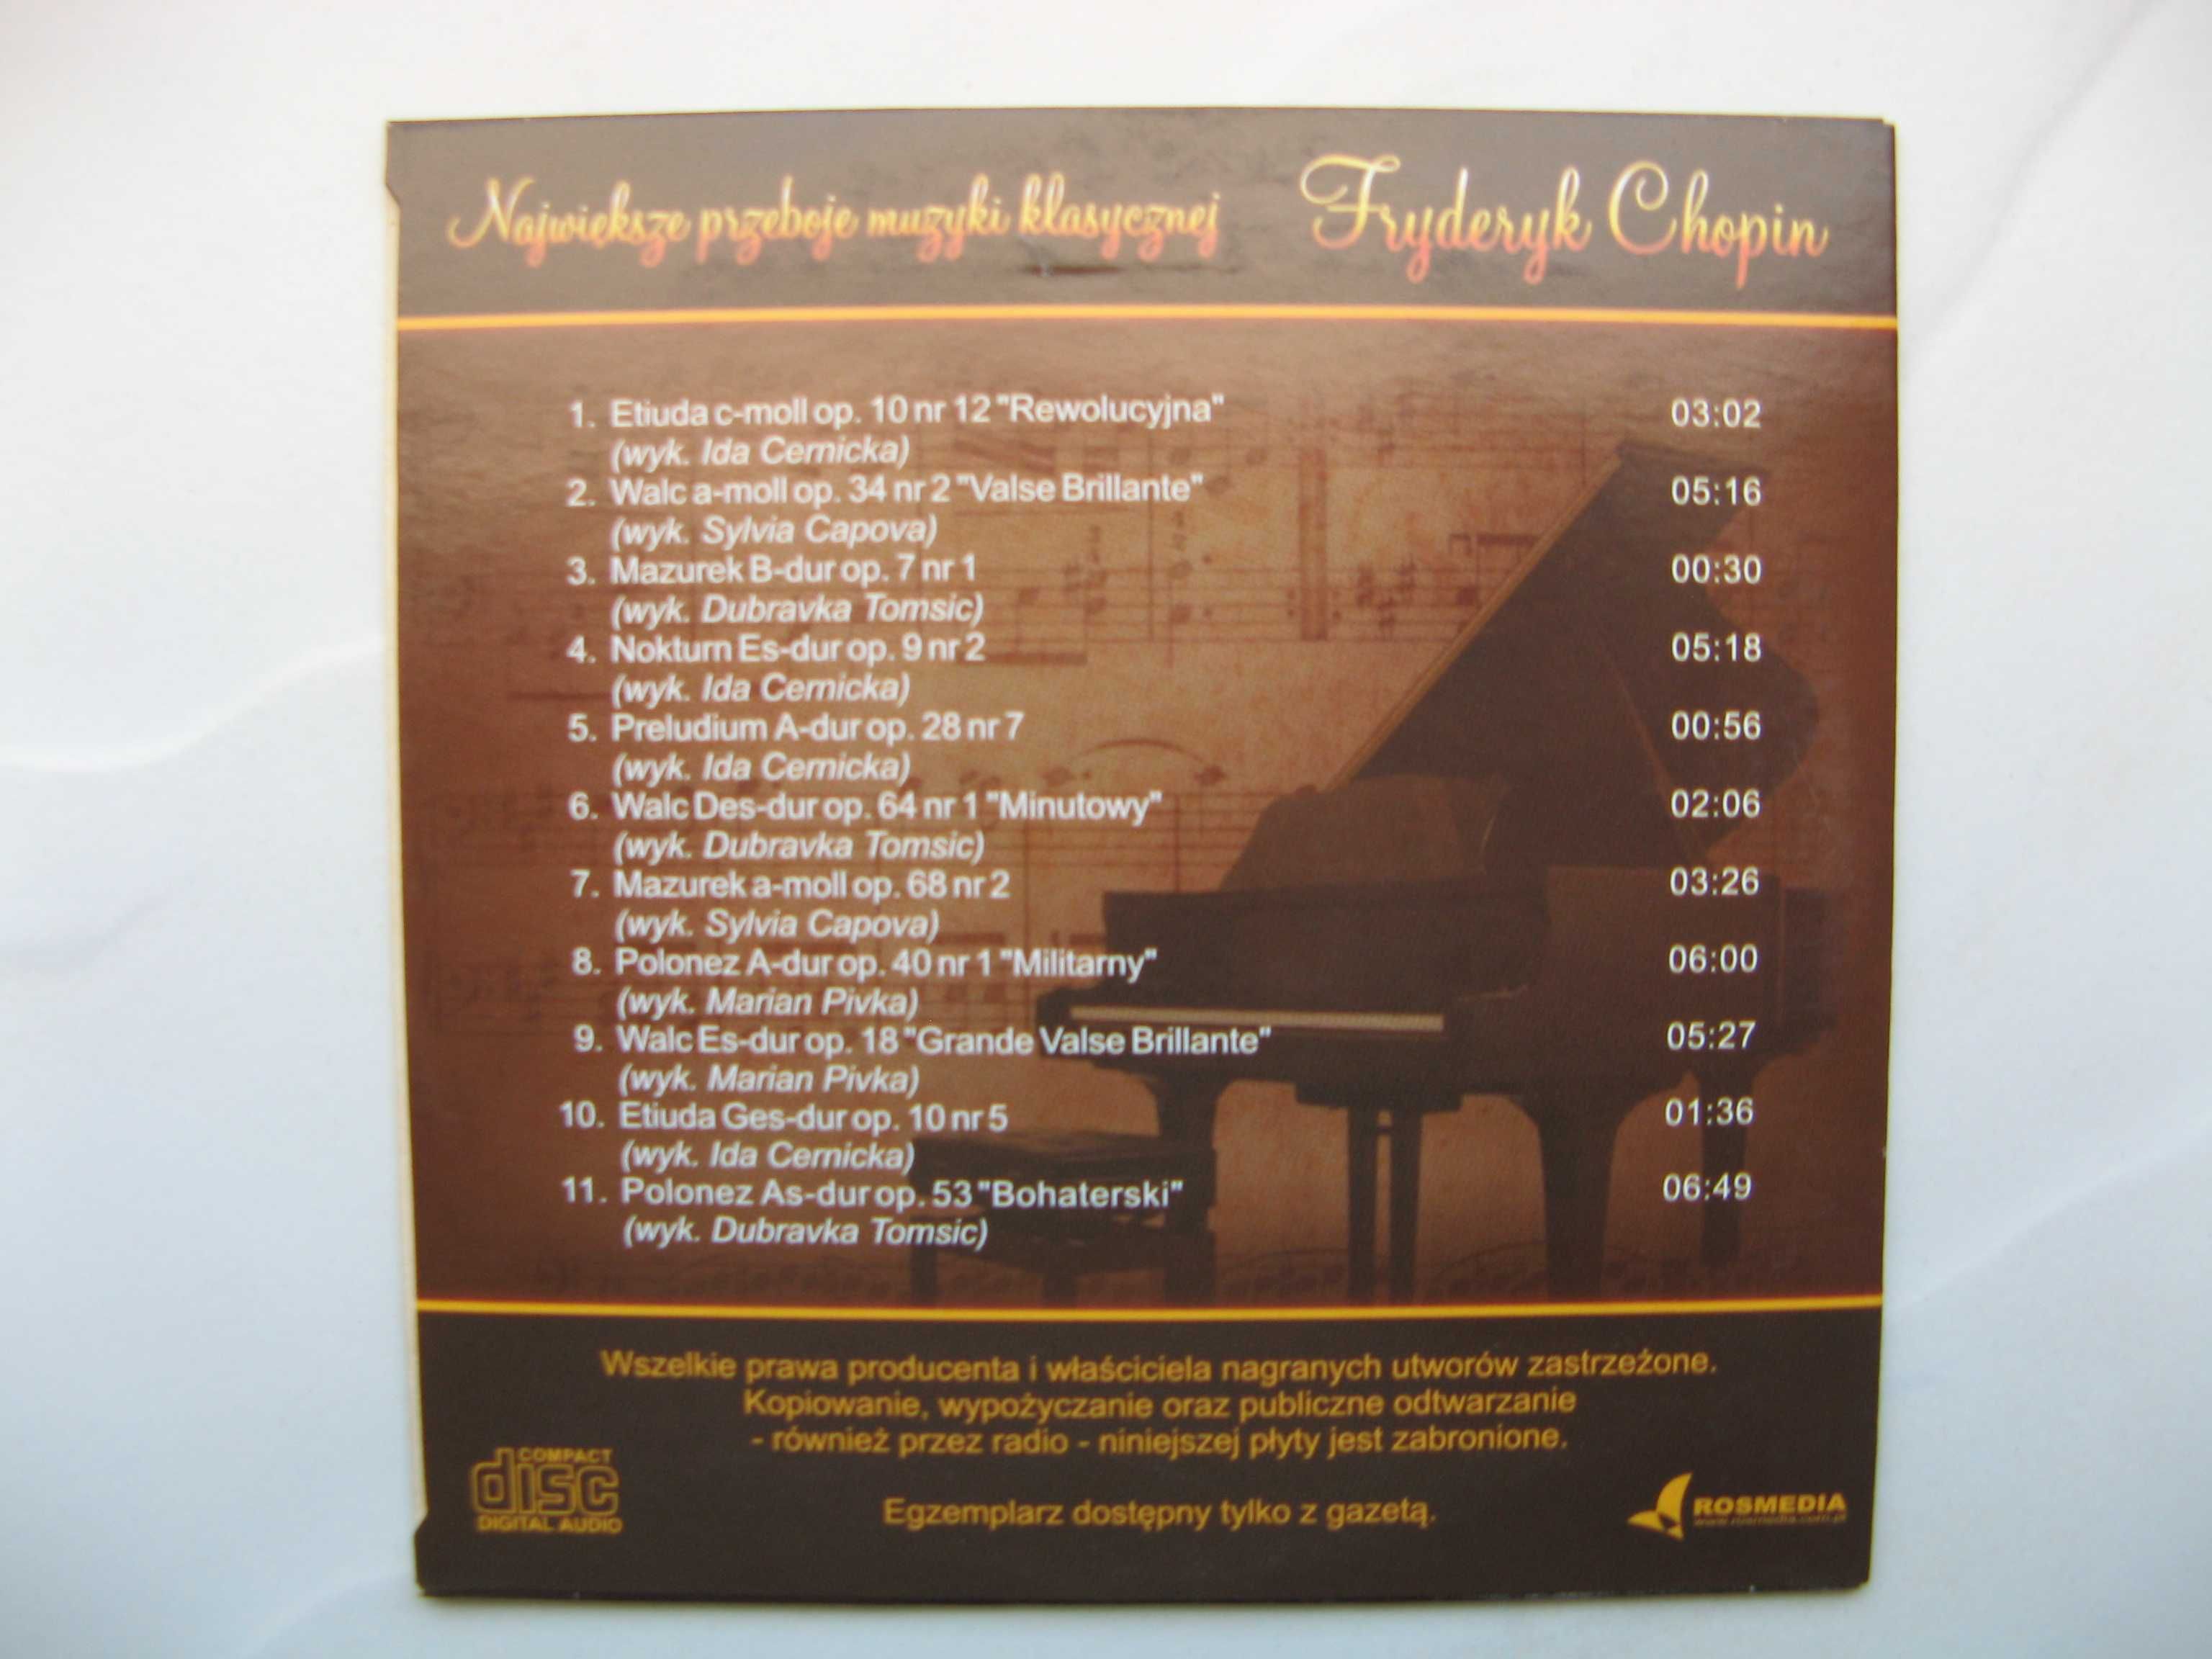 Największe przeboje muzyki klasycznej Fryderyk Chopin
1. Etiuda c-moll op. 10 nr 12 "Rewolucyjna" 03:02
(wyk. Ida Cernicka)
2. Walc a-moll op. 34 nr 2 "Valse Brillante" 05:16
(wyk. Sylvia Capova)
3. Mazurek B-dur op. 7 nr 1 00:30
(wyk. Dubravka Tomsic)
4. Nokturn Es-dur op. 9 nr 2 05:18
(wyk. Ida Cernicka)
5. Preludium A-dur op. 28 nr 7 00:56
(wyk. Ida Cernicka)
6. Walc Des-dur op. 64 nr 1 "Minutowy" 02:06
(wyk. Dubravka Tomsic)
7. Mazurek a-moll op. 68 nr 2 03:26
(wyk. Sylvia Capova)
8. Polonez A-dur op. 40 nr 1 "Militarny" 06:00
(wyk. Marian Pivka)
9. Walc Es-dur op. 18 "Grande Valse Brillante" 05:27
(wyk. Marian Pivka)
10. Etiuda Ges-dur op. 10 nr 5 01:36
(wyk. Ida Cernicka)
11. Polonez As-dur op. 53 "Bohaterski" 06:49
(wyk. Dubravka Tomsic)
Wszelkie prawa producenta i właściciela nagranych utworów zastrzeżone.
Kopiowanie, wypożyczanie oraz publiczne odtwarzanie
- również przez radio - niniejszej płyty jest zabronione.
Egzemplarz dostępny tylko z gazetą.
COMPACT
disc
DIGITAL AUDIO
ROSMEDIA
www.rosmedia.com.pl